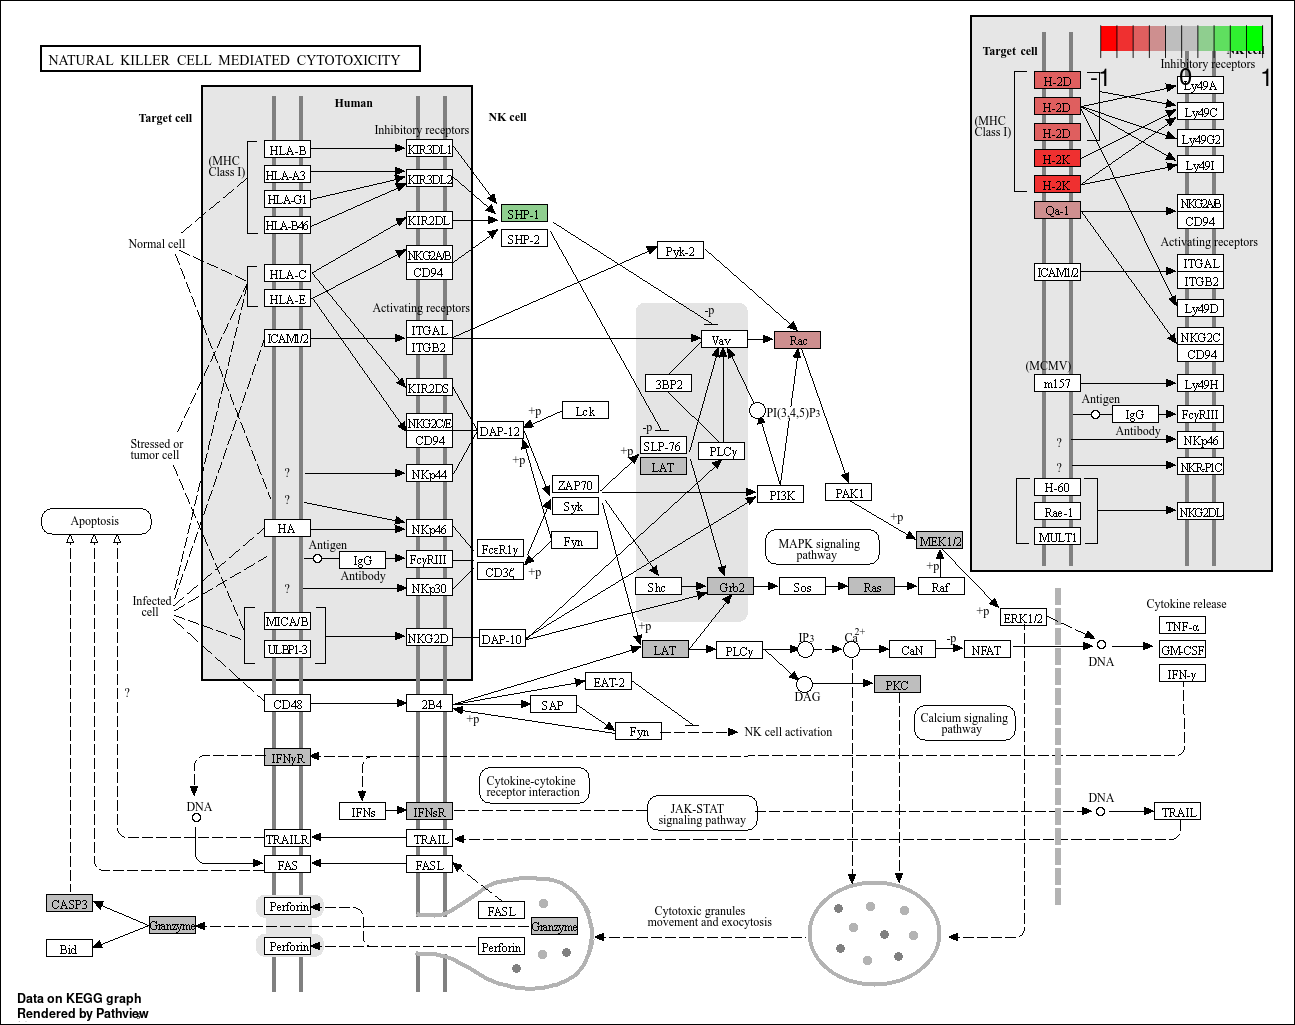 NATURAL KILLER CELL MEDIATED CYTOTOXICITY
Target cell
Human
NK cell
Inhibitory receptors
(MHC
Class I)
HLA-B
HLA-A3
HLA-G1
HLA-B46
KIR3DL1
KIR3DL2
KIR2DL
NKG2A/B
CD94
HLA-C
HLA-E
Normal cell
SHP-1
SHP-2
Activating receptors
ICAM1/2
ITGAL
ITGB2
Pyk-2
-p
Vav
Rac
KIR2DS
3BP2
NKG2C/E
CD94
DAP-12
+p
Lck
PI(3,4,5)P3
-p
SLP-76
LAT
PLCγ
Stressed or
tumor cell
?
NKp44
+p
+p
ZAP70
Syk
PI3K
PAK1
?
Apoptosis
HA
NKp46
Antigen
IgG
Antibody
FcγRIII
FcεR1γ
CD3ζ
Fyn
+p
+p
MEK1/2
MAPK signaling
pathway
+p
?
NKp30
Shc
Grb2
Sos
Ras
Raf
Infected
cell
MICA/B
ULBP1-3
NKG2D
DAP-10
+p
+p
ERK1/2
LAT
PLCγ
IP3
Ca2+
CaN
-p
NFAT
DNA
Cytokine release
TNF-α
GM-CSF
IFN-γ
DAG
PKC
?
CD48
2B4
+p
EAT-2
SAP
Fyn
NK cell activation
Calcium signaling
pathway
IFNγR
DNA
IFNs
IFNsR
Cytokine-cytokine
receptor interaction
JAK-STAT
signaling pathway
DNA
TRAIL
TRAILR
TRAIL
FAS
FASL
CASP3
Granzyme
Bid
Perforin
Perforin
FASL
Granzyme
Perforin
Cytotoxic granules
movement and exocytosis
Target cell
-1
0
1
Inhibitory receptors
(MHC
Class I)
H-2D
H-2D
H-2D
H-2K
H-2K
Qa-1
Ly49A
Ly49C
Ly49G2
Ly49I
NKG2AB
CD94
Activating receptors
ICAM1/2
ITGAL
ITGB2
Ly49D
NKG2C
CD94
(MCMV)
m157
Ly49H
Antigen
IgG
Antibody
FcγRIII
?
NKp46
?
NKR-P1C
H-60
Rae-1
MULT1
NKG2DL
Data on KEGG graph
Rendered by Pathview